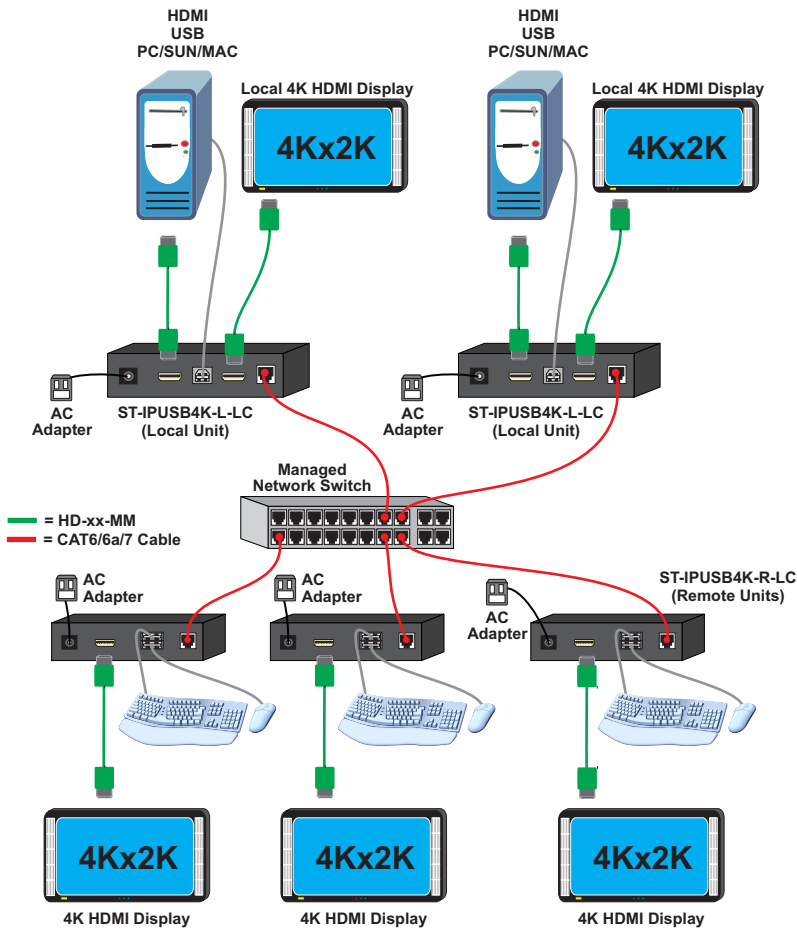 HDMI
USB
PC/SUN/MAC
Local 4K HDMI Display
4Kx2K
HDMI
USB
PC/SUN/MAC
Local 4K HDMI Display
4Kx2K
AC
Adapter
ST-IPUSB4K-L-LC
(Local Unit)
AC
Adapter
ST-IPUSB4K-L-LC
(Local Unit)
Managed
Network Switch
= HD-xx-MM
= CAT6/6a/7 Cable
AC
Adapter
AC
Adapter
AC
Adapter
ST-IPUSB4K-R-LC
(Remote Units)
4Kx2K
4K HDMI Display
4Kx2K
4K HDMI Display
4Kx2K
4K HDMI Display